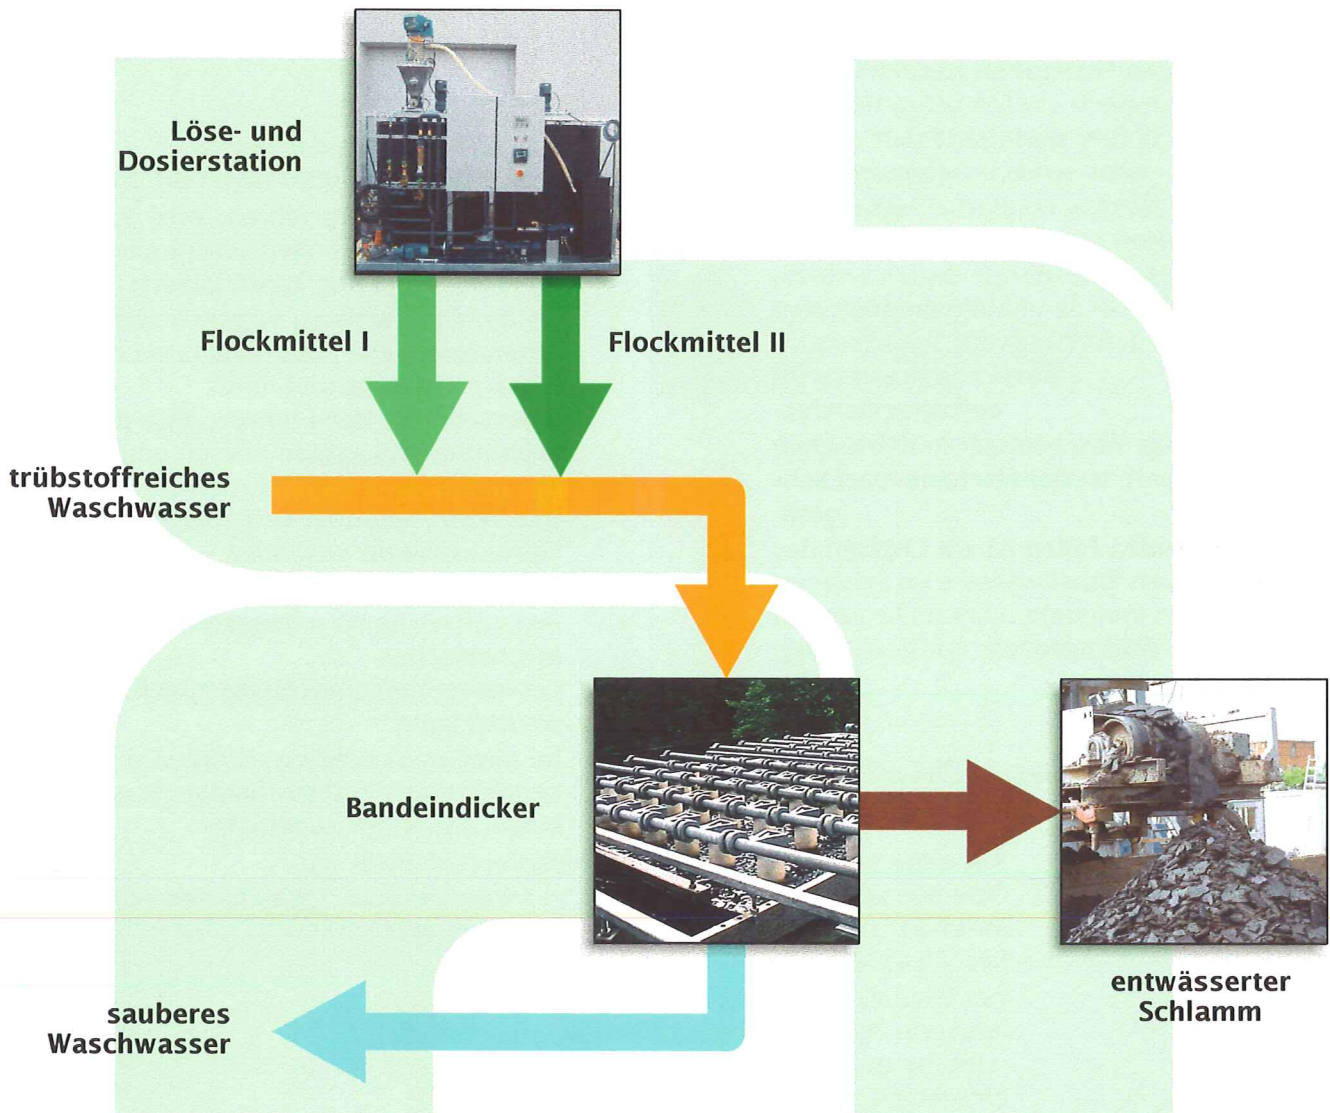 Löse- und
Dosierstation
Flockmittel I
Flockmittel II
trübstoffreiches
Waschwasser
Bandeindicker
entwässerter
Schlamm
sauberes
Waschwasser